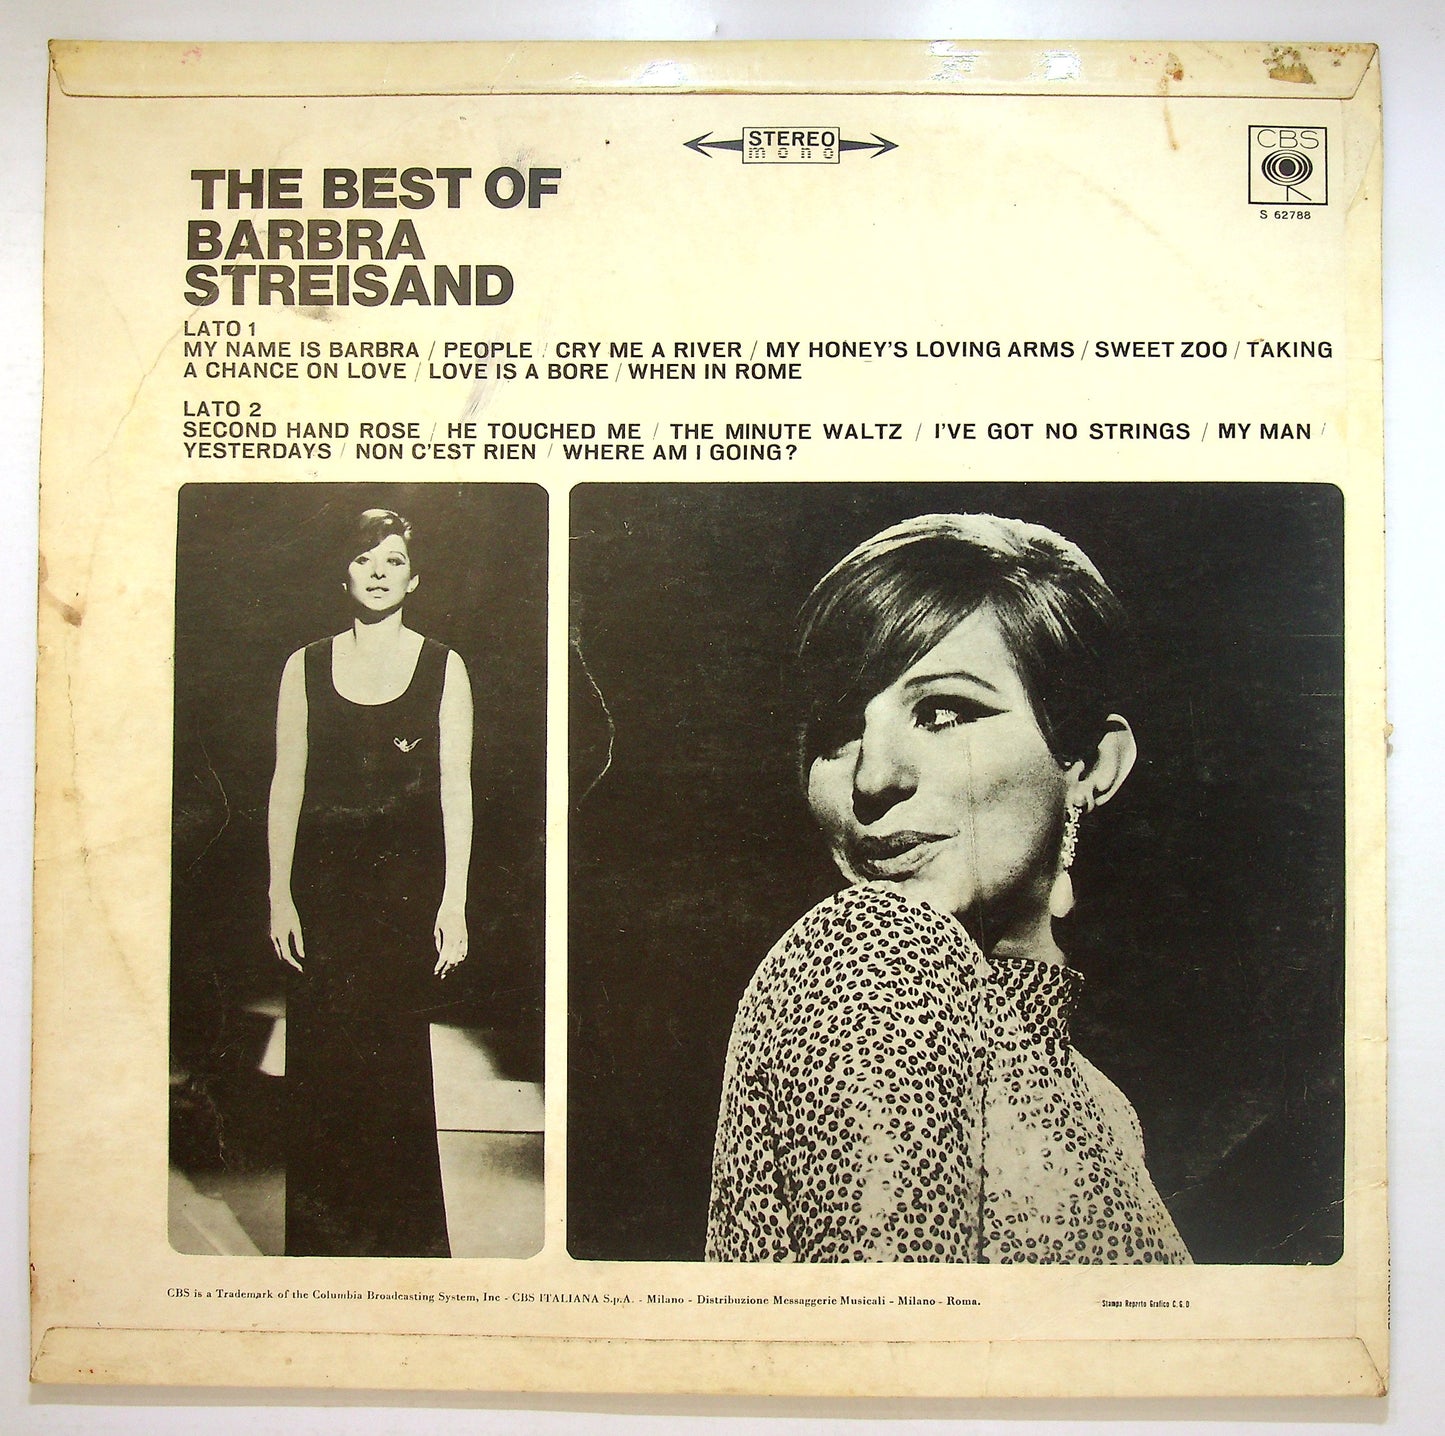 STEREO
mono
CBS
S 62788
THE BEST OF
BARBRA
STREISAND
LATO 1
MY NAME IS BARBRA / PEOPLE / CRY ME A RIVER / MY HONEY'S LOVING ARMS / SWEET ZOO / TAKING
A CHANCE ON LOVE / LOVE IS A BORE / WHEN IN ROME
LATO 2
SECOND HAND ROSE / HE TOUCHED ME / THE MINUTE WALTZ / I'VE GOT NO STRINGS / MY MAN /
YESTERDAYS / NON C'EST RIEN / WHERE AM I GOING?
CBS is a Trademark of the Columbia Broadcasting System, Inc - CBS ITALIANA S.p.A. - Milano - Distribuzione Messaggerie Musicali - Milano - Roma.
Stampa Reparto Grafico C.G.D